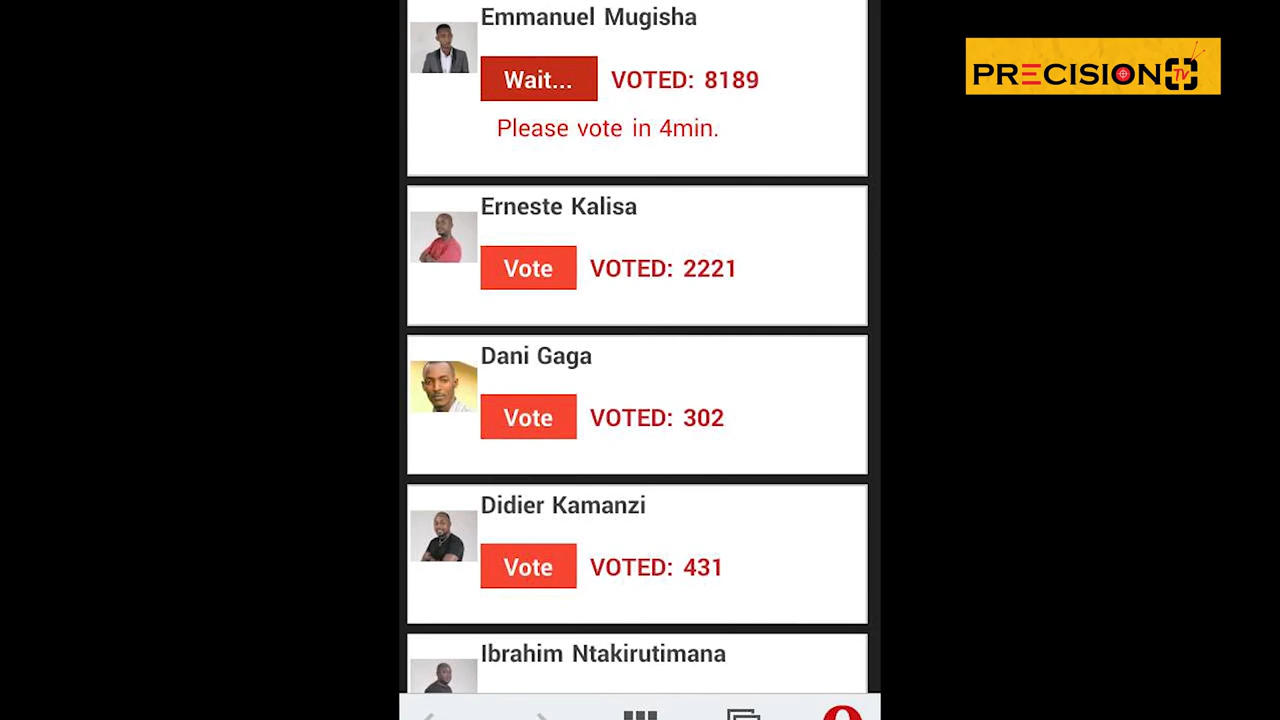 Emmanuel Mugisha
Wait... VOTED: 8189
Please vote in 4min.
PRECISION TV
Erneste Kalisa
Vote VOTED: 2221
Dani Gaga
Vote VOTED: 302
Didier Kamanzi
Vote VOTED: 431
Ibrahim Ntakirutimana